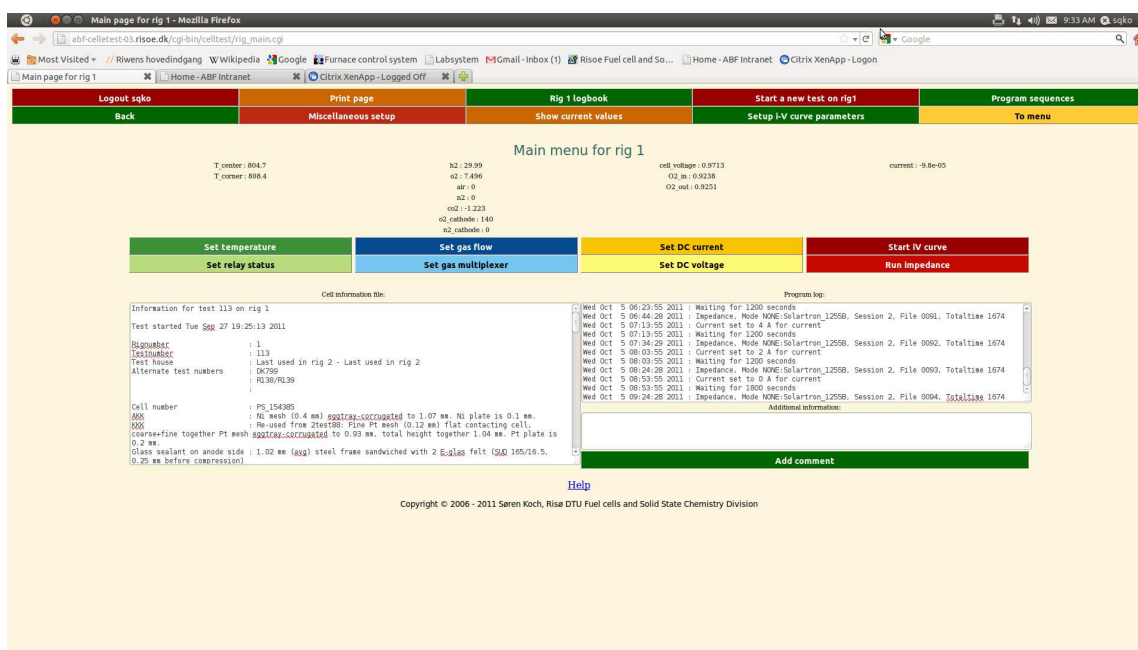 Main page for rig 1 - Mozilla Firefox
9:33 AM sqko
abf-celletest-03.risoe.dk/cgi-bin/celltest/rig_main.cgi
Google
Most Visited Riwens hovedindgang Wikipedia Google Furnace control system Labsystem Gmail - Inbox (1) Risoe Fuel cell and So... Home - ABF Intranet Citrix XenApp - Logon
Main page for rig 1 Home - ABF Intranet Citrix XenApp - Logged Off
Logout sqko Print page Rig 1 logbook Start a new test on rig1 Program sequences
Back Miscellaneous setup Show current values Setup i-V curve parameters To menu
Main menu for rig 1
T_center : 804.7 h2 : 29.99 cell_voltage : 0.9713 current : -9.8e-05
T_corner : 808.4 o2 : 7.496 O2_in : 0.9238
air : 0 O2_out : 0.9251
n2 : 0
co2 : -1.223
o2_cathode : 140
n2_cathode : 0
Set temperature Set gas flow Set DC current Start IV curve
Set relay status Set gas multiplexer Set DC voltage Run impedance
Cell information file:
Information for test 113 on rig 1
Test started Tue Sep 27 19:25:13 2011
Rignumber : 1
Testnumber : 113
Test house : Last used in rig 2 - Last used in rig 2
Alternate test numbers : DK799
: R138/R139
:
Cell number : PS_154385
AKK : Ni mesh (0.4 mm) eggtray-corrugated to 1.07 mm. Ni plate is 0.1 mm.
KKK : Re-used from 2test88: Fine Pt mesh (0.12 mm) flat contacting cell,
coarse+fine together Pt mesh eggtray-corrugated to 0.93 mm, total height together 1.04 mm. Pt plate is
0.2 mm.
Glass sealant on anode side : 1.02 mm (avg) steel frame sandwiched with 2 E-glas felt (SUD 165/16.5,
0.25 mm before compression)
Program log:
Wed Oct 5 06:23:55 2011 : Waiting for 1200 seconds
Wed Oct 5 06:44:28 2011 : Impedance, Mode NONE:Solartron_1255B, Session 2, File 0091, Totaltime 1674
Wed Oct 5 07:13:55 2011 : Current set to 4 A for current
Wed Oct 5 07:13:55 2011 : Waiting for 1200 seconds
Wed Oct 5 07:34:29 2011 : Impedance, Mode NONE:Solartron_1255B, Session 2, File 0092, Totaltime 1674
Wed Oct 5 08:03:55 2011 : Current set to 2 A for current
Wed Oct 5 08:03:55 2011 : Waiting for 1200 seconds
Wed Oct 5 08:24:28 2011 : Impedance, Mode NONE:Solartron_1255B, Session 2, File 0093, Totaltime 1674
Wed Oct 5 08:53:55 2011 : Current set to 0 A for current
Wed Oct 5 08:53:55 2011 : Waiting for 1800 seconds
Wed Oct 5 09:24:28 2011 : Impedance, Mode NONE:Solartron_1255B, Session 2, File 0094, Totaltime 1674
Additional information:
Add comment
Help
Copyright © 2006 - 2011 Søren Koch, Risø DTU Fuel cells and Solid State Chemistry Division